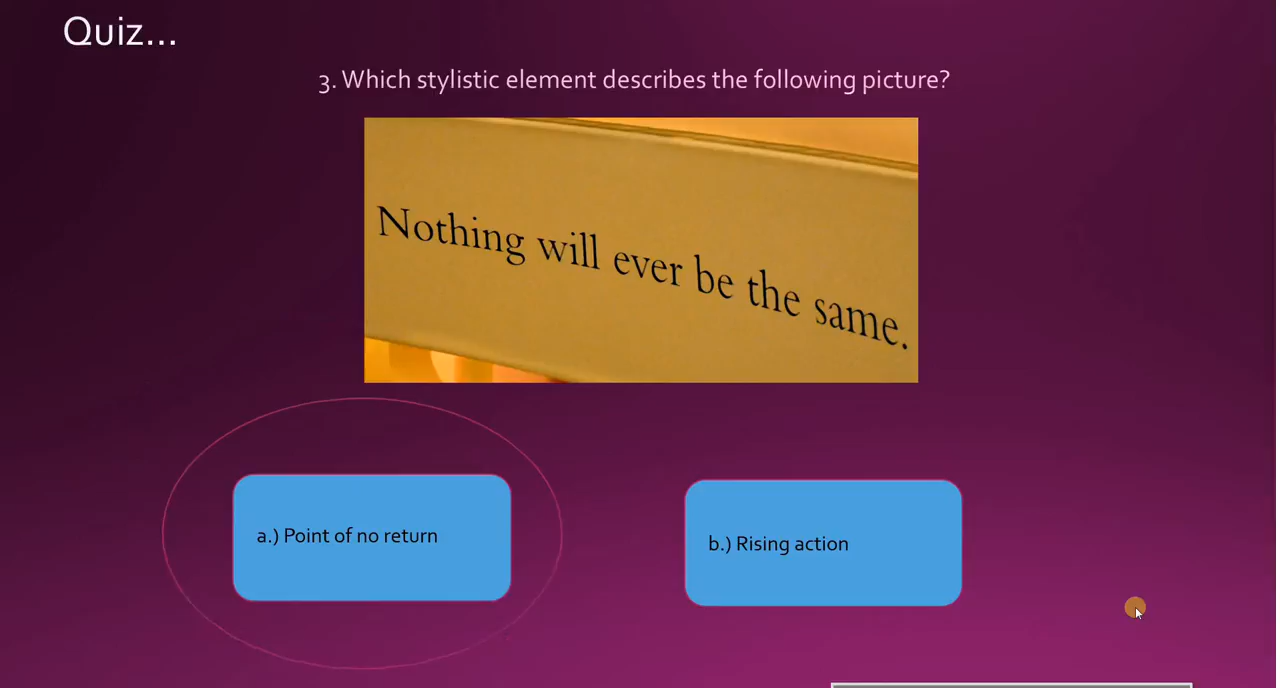 Quiz...
3. Which stylistic element describes the following picture?
Nothing will ever be the same.
a.) Point of no return
b.) Rising action